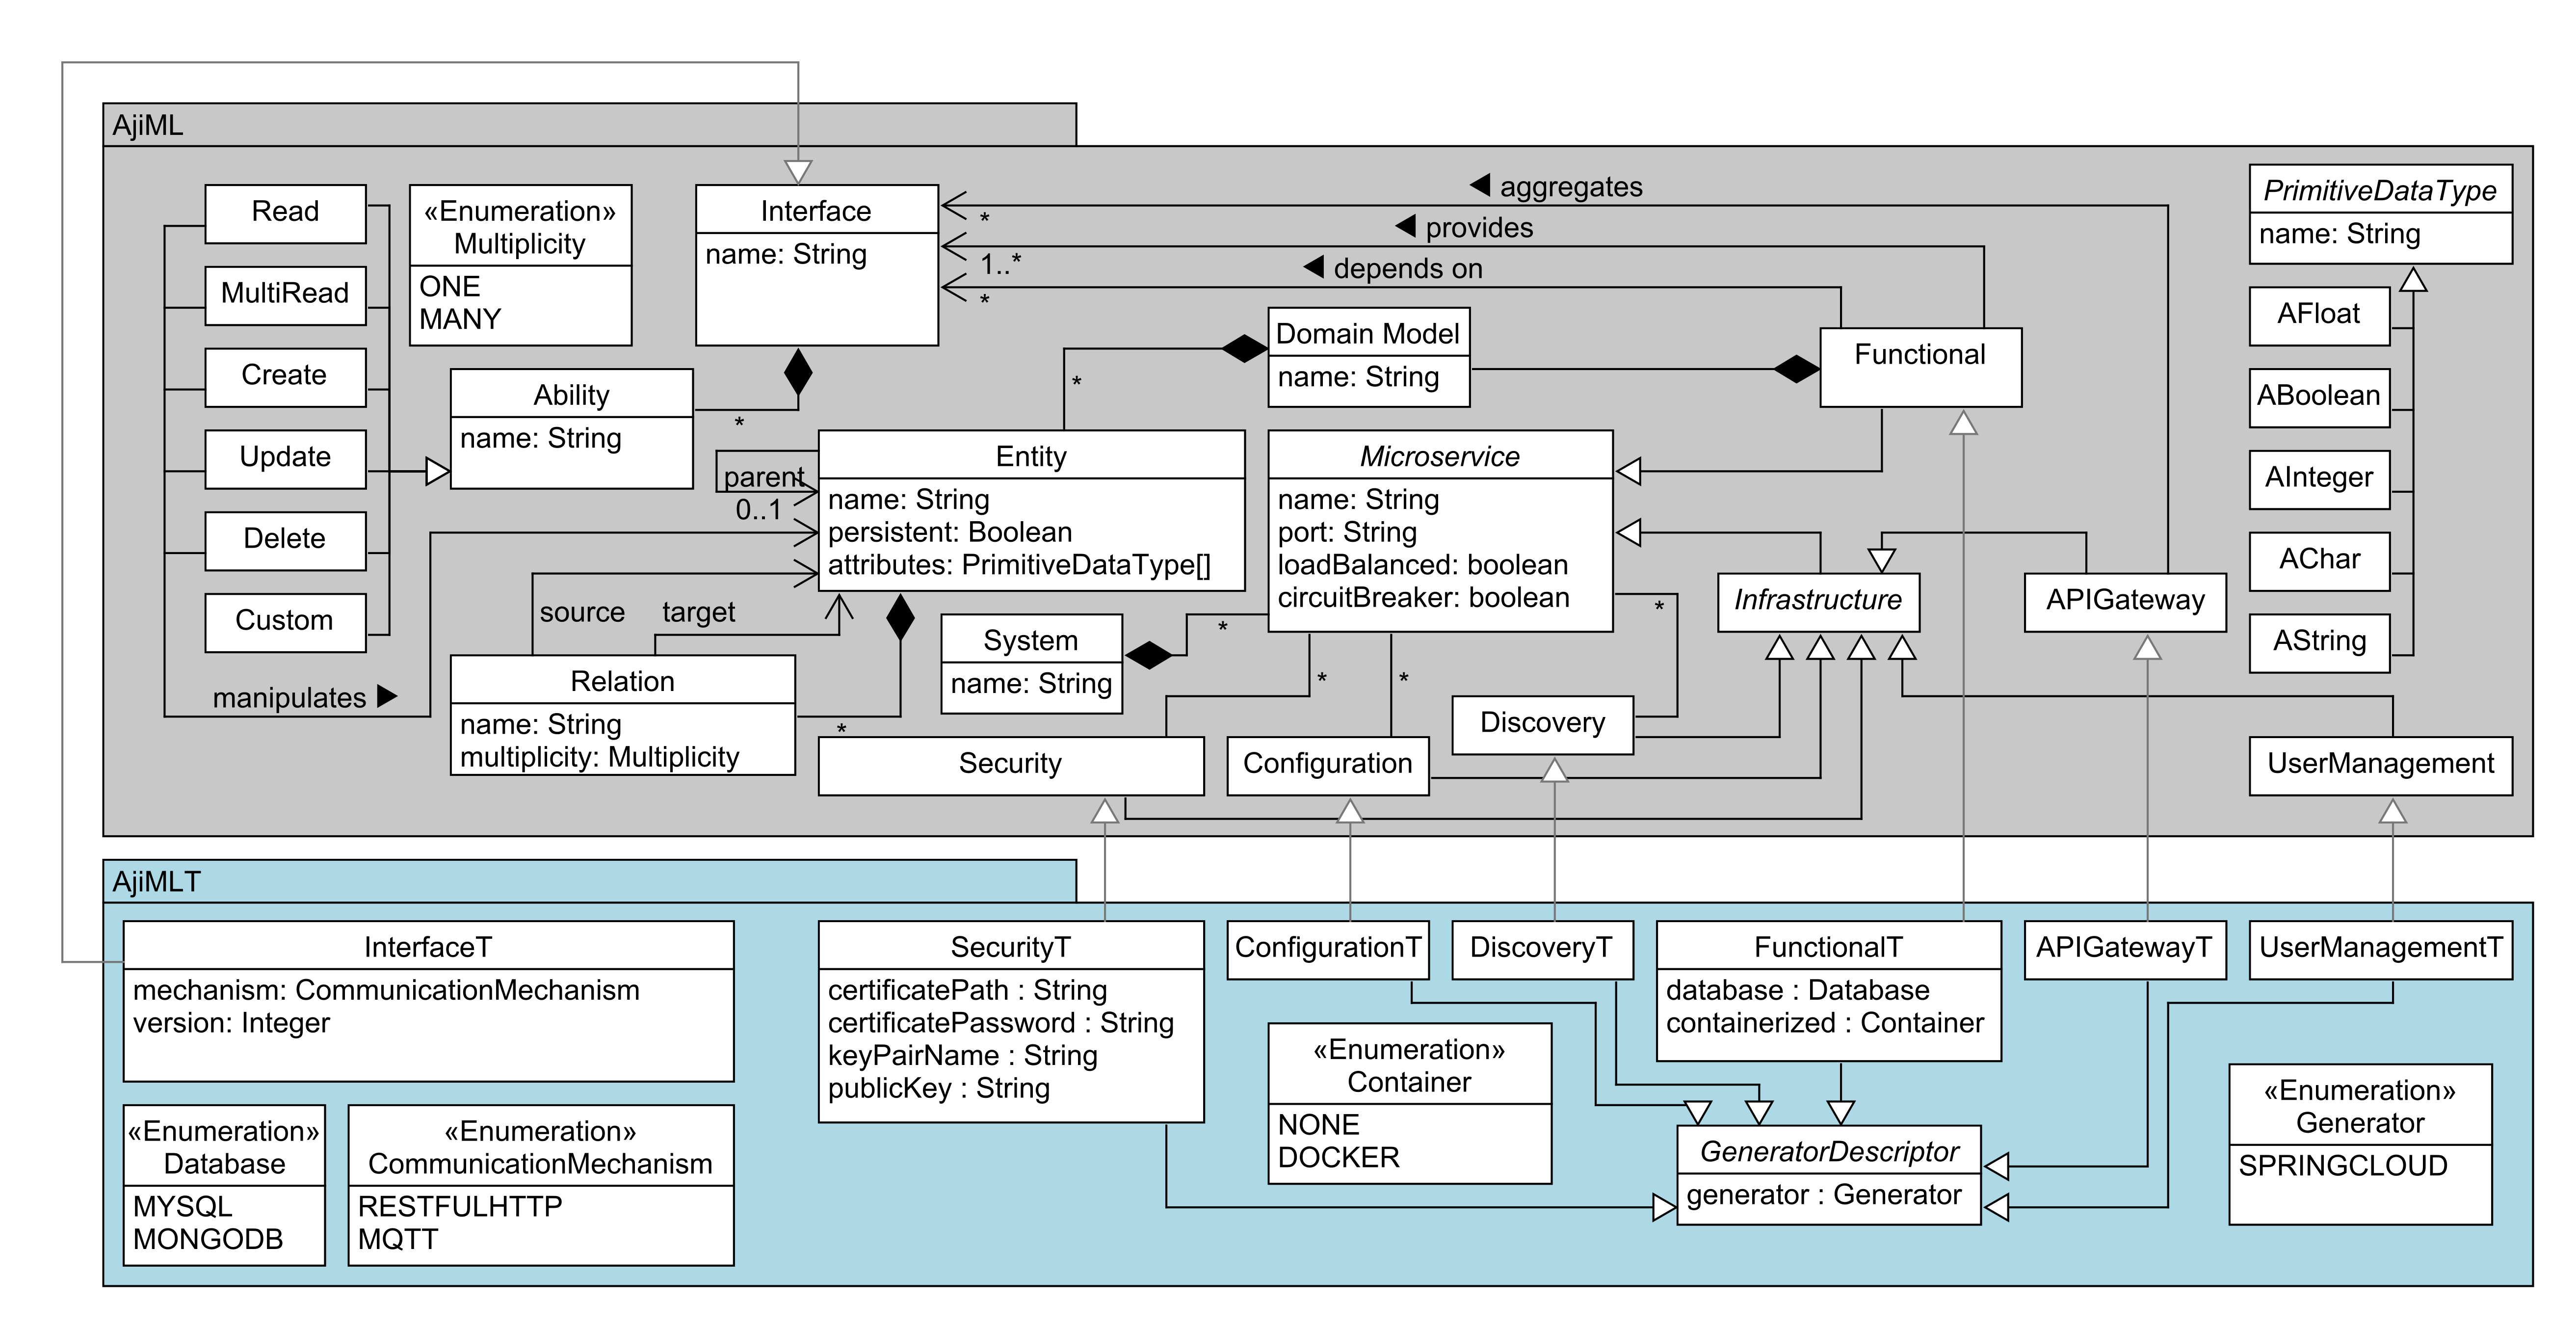 AjiML
Read
MultiRead
Create
Update
Delete
Custom
manipulates ▶
«Enumeration»
Multiplicity
ONE
MANY
Interface
name: String
◀ aggregates
*
◀ provides
1..*
◀ depends on
*
Ability
name: String
*
Domain Model
name: String
*
Functional
Entity
name: String
persistent: Boolean
attributes: PrimitiveDataType[]
parent
0..1
source
target
Relation
name: String
multiplicity: Multiplicity
*
System
name: String
*
Microservice
name: String
port: String
loadBalanced: boolean
circuitBreaker: boolean
*
*
*
Infrastructure
APIGateway
Security
Configuration
Discovery
UserManagement
PrimitiveDataType
name: String
AFloat
ABoolean
AInteger
AChar
AString
AjiMLT
InterfaceT
mechanism: CommunicationMechanism
version: Integer
«Enumeration»
Database
MYSQL
MONGODB
«Enumeration»
CommunicationMechanism
RESTFULHTTP
MQTT
SecurityT
certificatePath : String
certificatePassword : String
keyPairName : String
publicKey : String
ConfigurationT
DiscoveryT
FunctionalT
database : Database
containerized : Container
APIGatewayT
UserManagementT
«Enumeration»
Container
NONE
DOCKER
GeneratorDescriptor
generator : Generator
«Enumeration»
Generator
SPRINGCLOUD